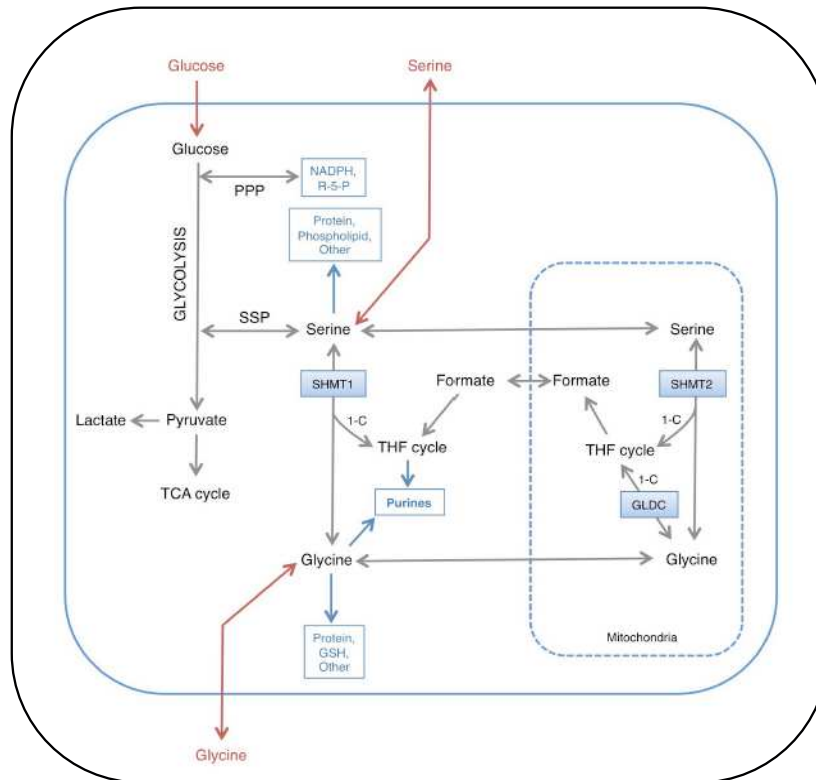 Glucose
Serine
Glucose
NADPH,
R-5-P
PPP
Protein,
Phospholipid,
Other
GLYCOLYSIS
SSP
Serine
Serine
SHMT1
Formate
Formate
SHMT2
1-C
1-C
Lactate
Pyruvate
THF cycle
THF cycle
1-C
TCA cycle
Purines
GLDC
Glycine
Glycine
Protein,
GSH,
Other
Mitochondria
Glycine